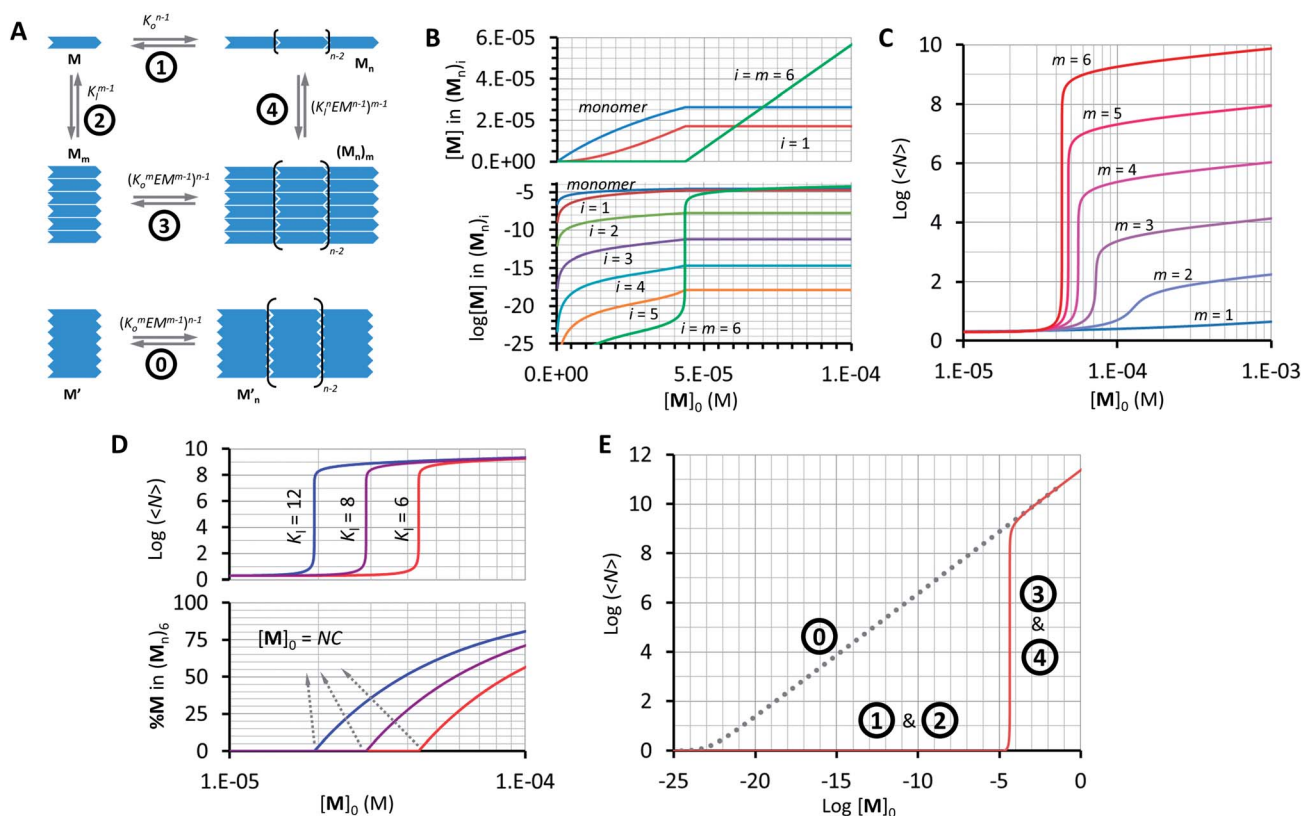 A
M
K_o^{n-1}
1
n-2
M_n
K_l^{m-1}
2
4
(K_l^nEM^{n-1})^{m-1}
M_m
(K_o^mEM^{m-1})^{n-1}
3
(M_n)_m
n-2
(K_o^mEM^{m-1})^{n-1}
0
M'
M'_n
n-2
B
[M] in (M_n)_i
6.E-05
4.E-05
2.E-05
0.E+00
monomer
i = m = 6
i = 1
log[M] in (M_n)_i
-5
-10
-15
-20
-25
monomer
i = 1
i = 2
i = 3
i = 4
i = 5
i = m = 6
0.E+00
5.E-05
1.E-04
[M]_0 (M)
C
Log (<N>)
10
8
6
4
2
0
m = 6
m = 5
m = 4
m = 3
m = 2
m = 1
1.E-05
1.E-04
1.E-03
[M]_0 (M)
D
Log (<N>)
10
8
6
4
2
0
K_I = 12
K_I = 8
K_I = 6
%M in (M_n)_6
100
75
50
25
0
[M]_0 = NC
1.E-05
1.E-04
[M]_0 (M)
E
Log (<N>)
12
10
8
6
4
2
0
0
1 & 2
3
&
4
-25
-20
-15
-10
-5
0
Log [M]_0